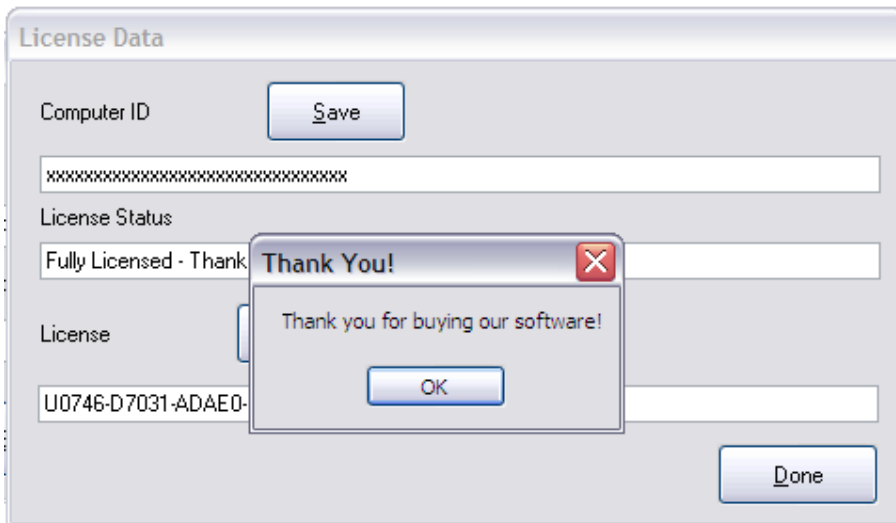 License Data
Computer ID
Save
xxxxxxxxxxxxxxxxxxxxxxxxxxxxxxxx
License Status
Fully Licensed - Thank
Thank You!
Thank you for buying our software!
License
OK
U0746-D7031-ADAE0-
Done